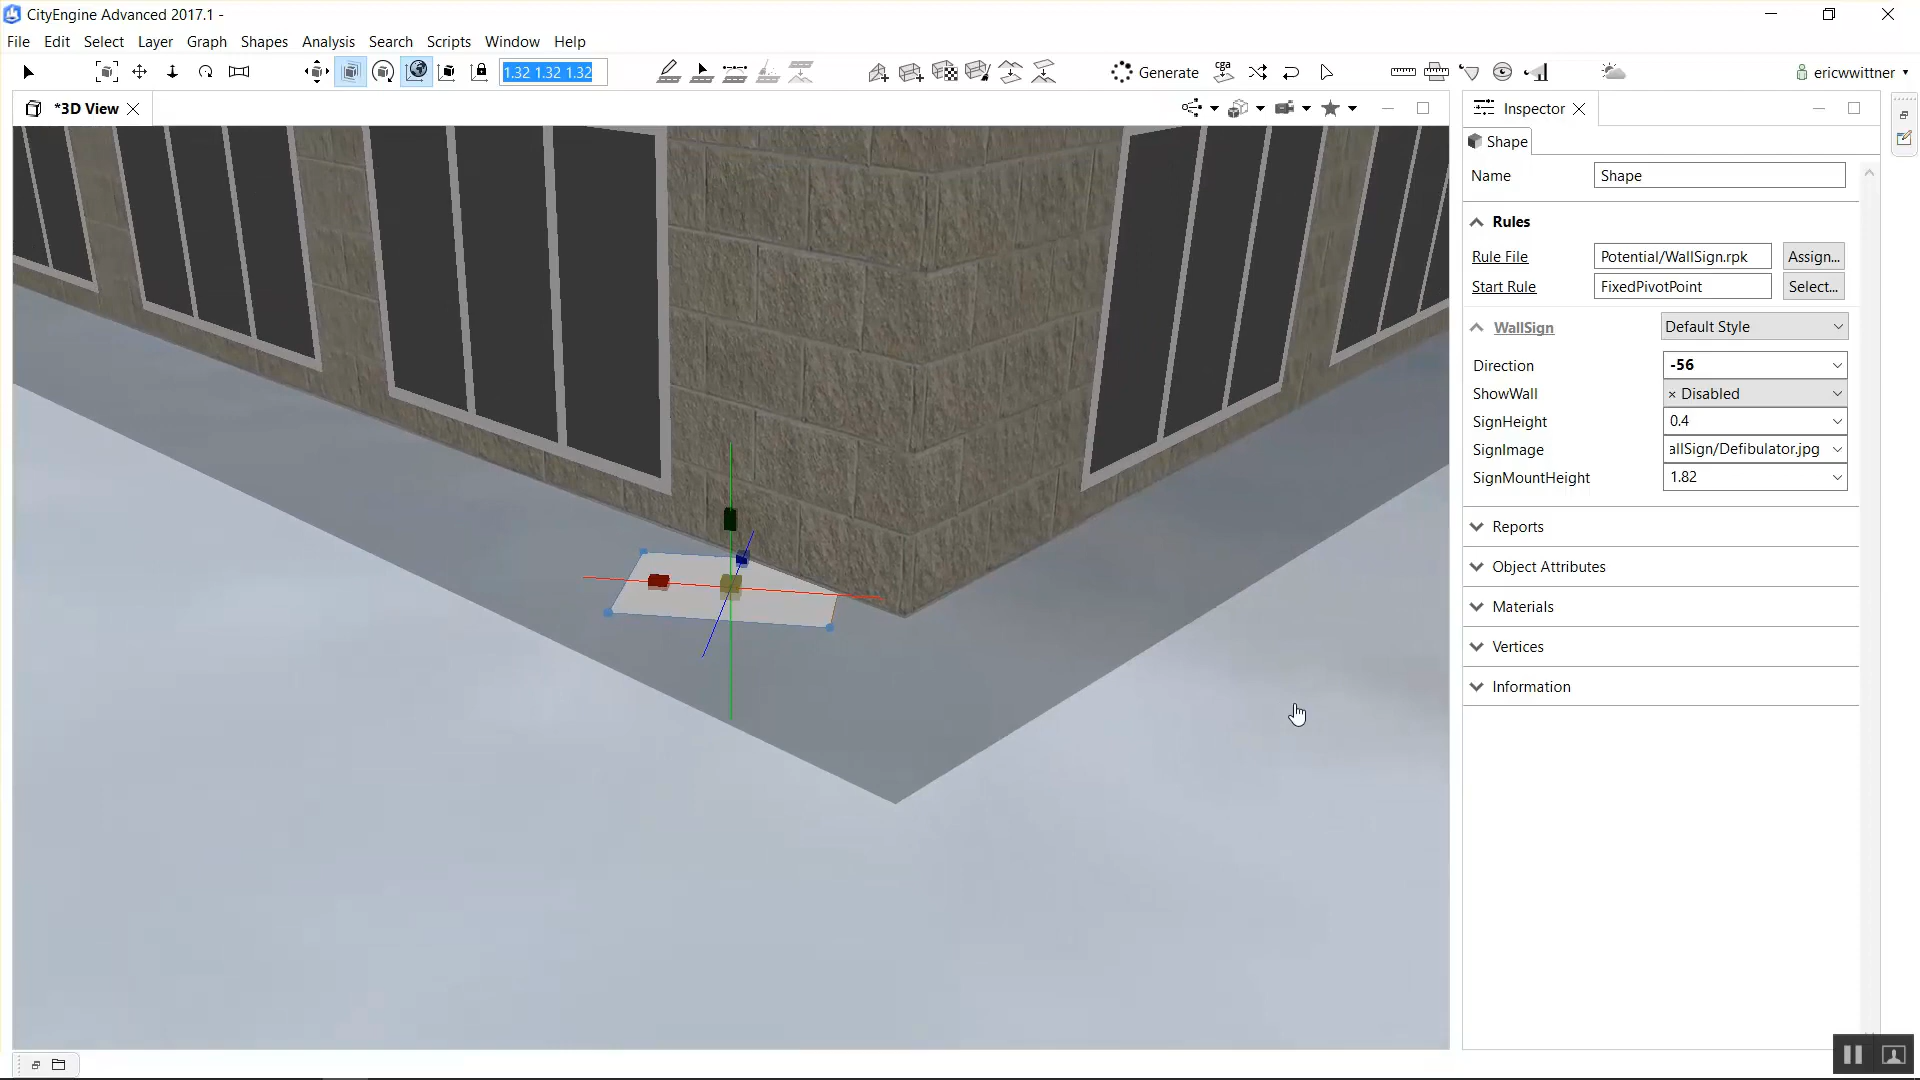 CityEngine Advanced 2017.1 -
File Edit Select Layer Graph Shapes Analysis Search Scripts Window Help
1.32 1.32 1.32
Generate
ericwwittner
*3D View
Inspector
Shape
Name Shape
Rules
Rule File Potential/WallSign.rpk Assign...
Start Rule FixedPivotPoint Select...
WallSign Default Style
Direction -56
ShowWall × Disabled
SignHeight 0.4
SignImage allSign/Defibulator.jpg
SignMountHeight 1.82
Reports
Object Attributes
Materials
Vertices
Information